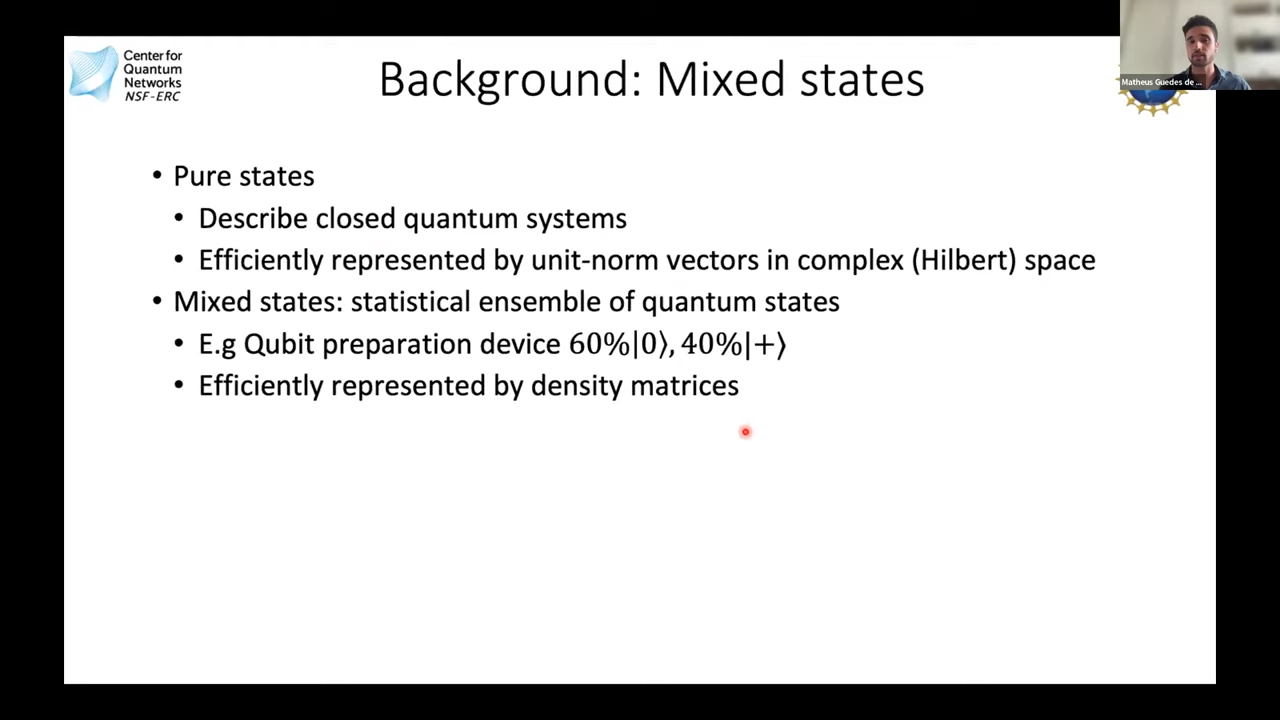 Center for
Quantum
Networks
NSF-ERC
Background: Mixed states
Matheus Guedes de ...
• Pure states
• Describe closed quantum systems
• Efficiently represented by unit-norm vectors in complex (Hilbert) space
• Mixed states: statistical ensemble of quantum states
• E.g Qubit preparation device 60%|0⟩, 40%|+⟩
• Efficiently represented by density matrices